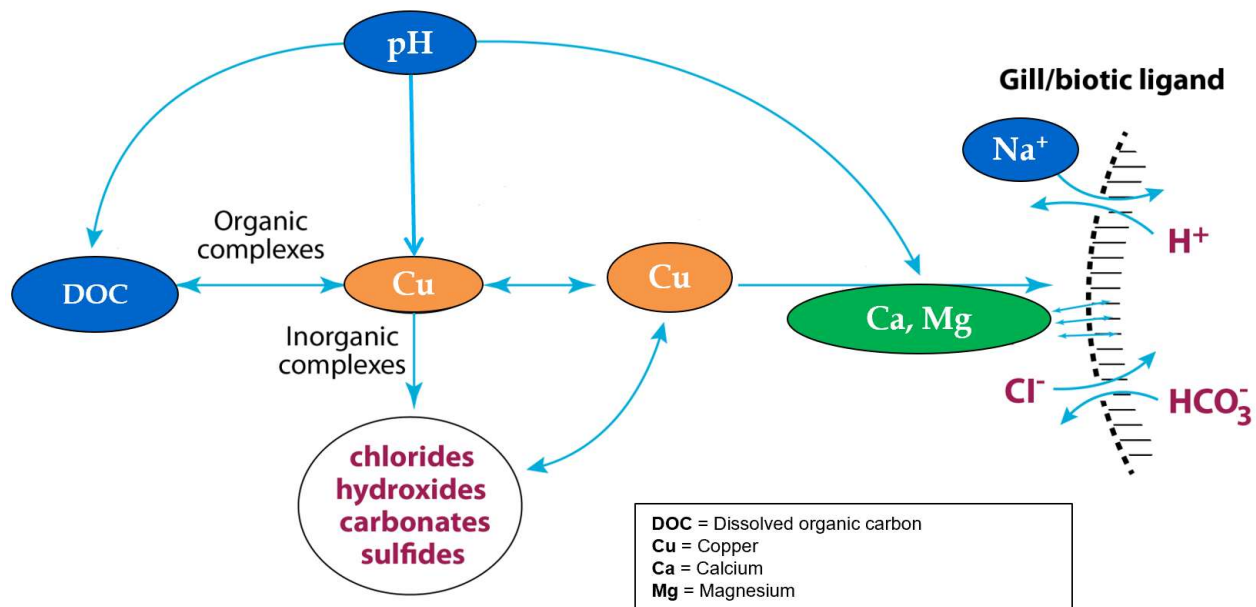 pH
Gill/biotic ligand
Na⁺
Organic
complexes
H⁺
DOC
Cu
Cu
Ca, Mg
Inorganic
complexes
Cl⁻
HCO₃⁻
chlorides
hydroxides
carbonates
sulfides
DOC = Dissolved organic carbon
Cu = Copper
Ca = Calcium
Mg = Magnesium